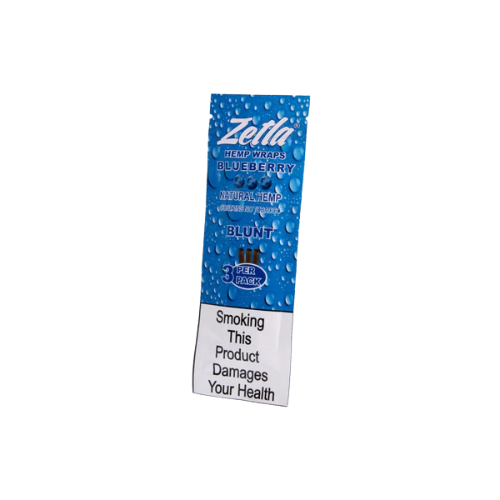 Zetla®
HEMP WRAPS
BLUEBERRY
NATURAL HEMP
BLUNT
3 PER
PACK
Smoking
This
Product
Damages
Your Health